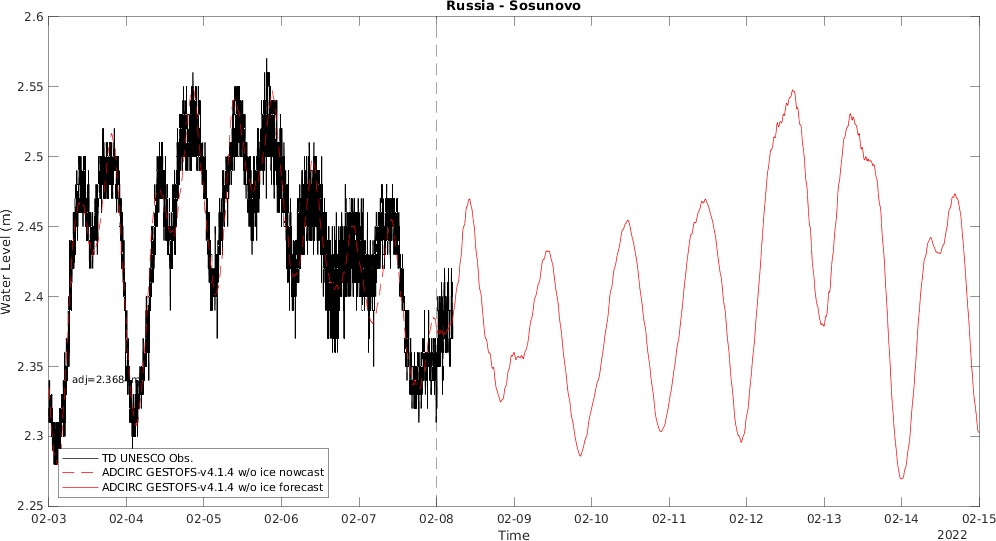 Russia - Sosunovo
2.6
2.55
2.5
2.45
2.4
2.35
2.3
2.25
Water Level (m)
adj=2.368
TD UNESCO Obs.
ADCIRC GESTOFS-v4.1.4 w/o ice nowcast
ADCIRC GESTOFS-v4.1.4 w/o ice forecast
02-03 02-04 02-05 02-06 02-07 02-08 02-09 02-10 02-11 02-12 02-13 02-14 02-15
Time
2022